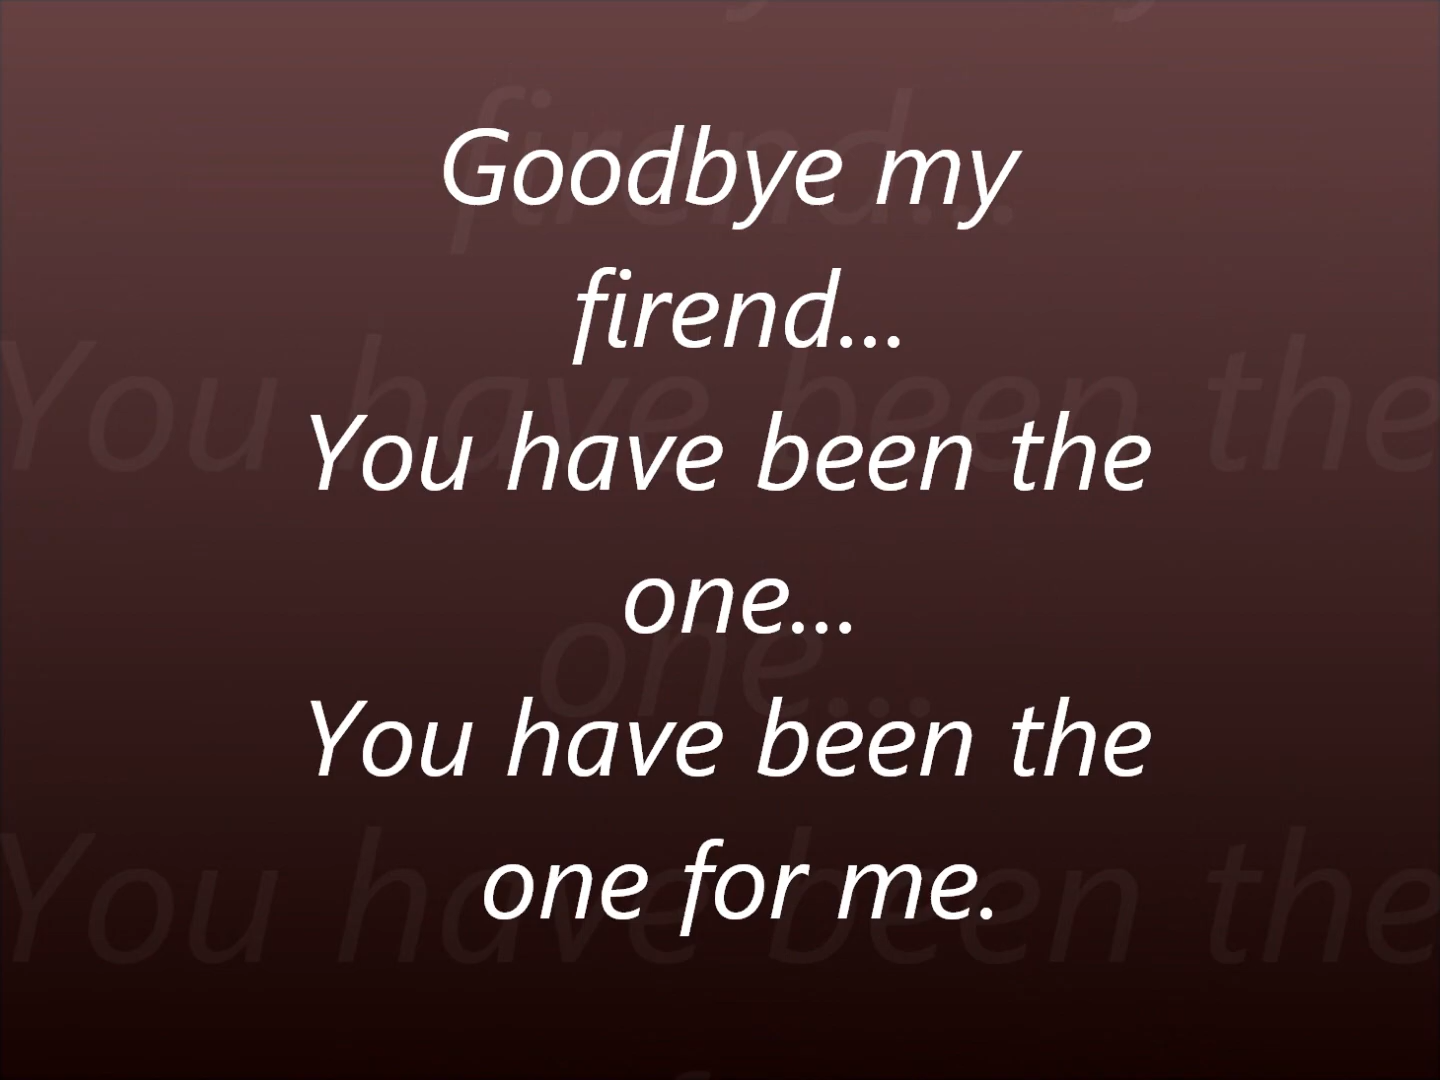 Goodbye my
firend...
You have been the
one...
You have been the
one for me.